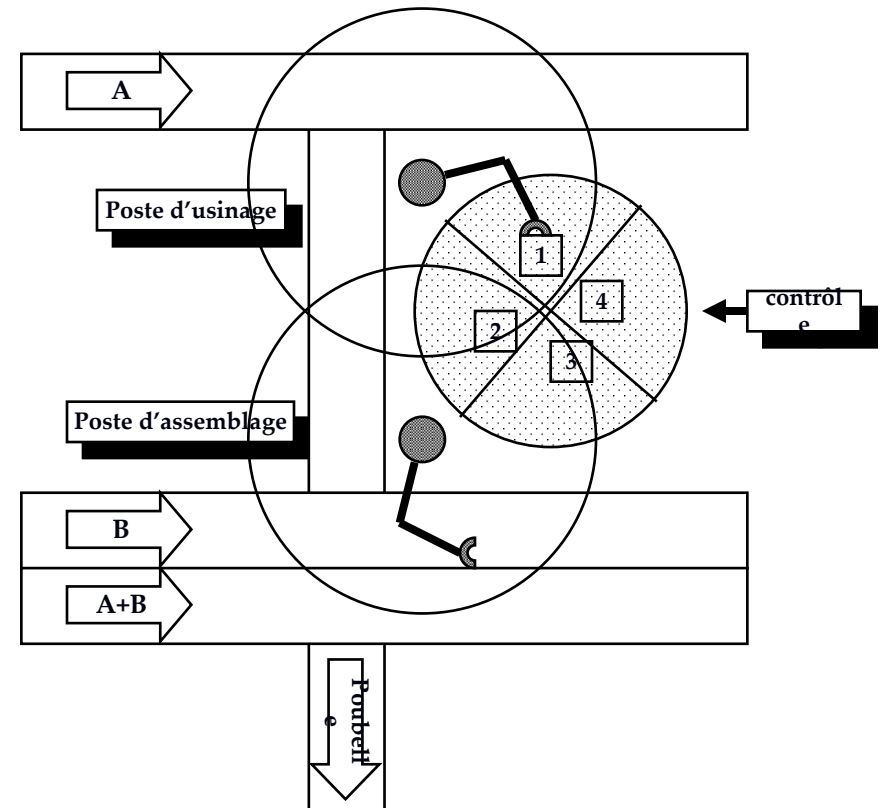 A
Poste d'usinage
1
4
contrôl
e
2
3
Poste d'assemblage
B
A+B
Poubell
e